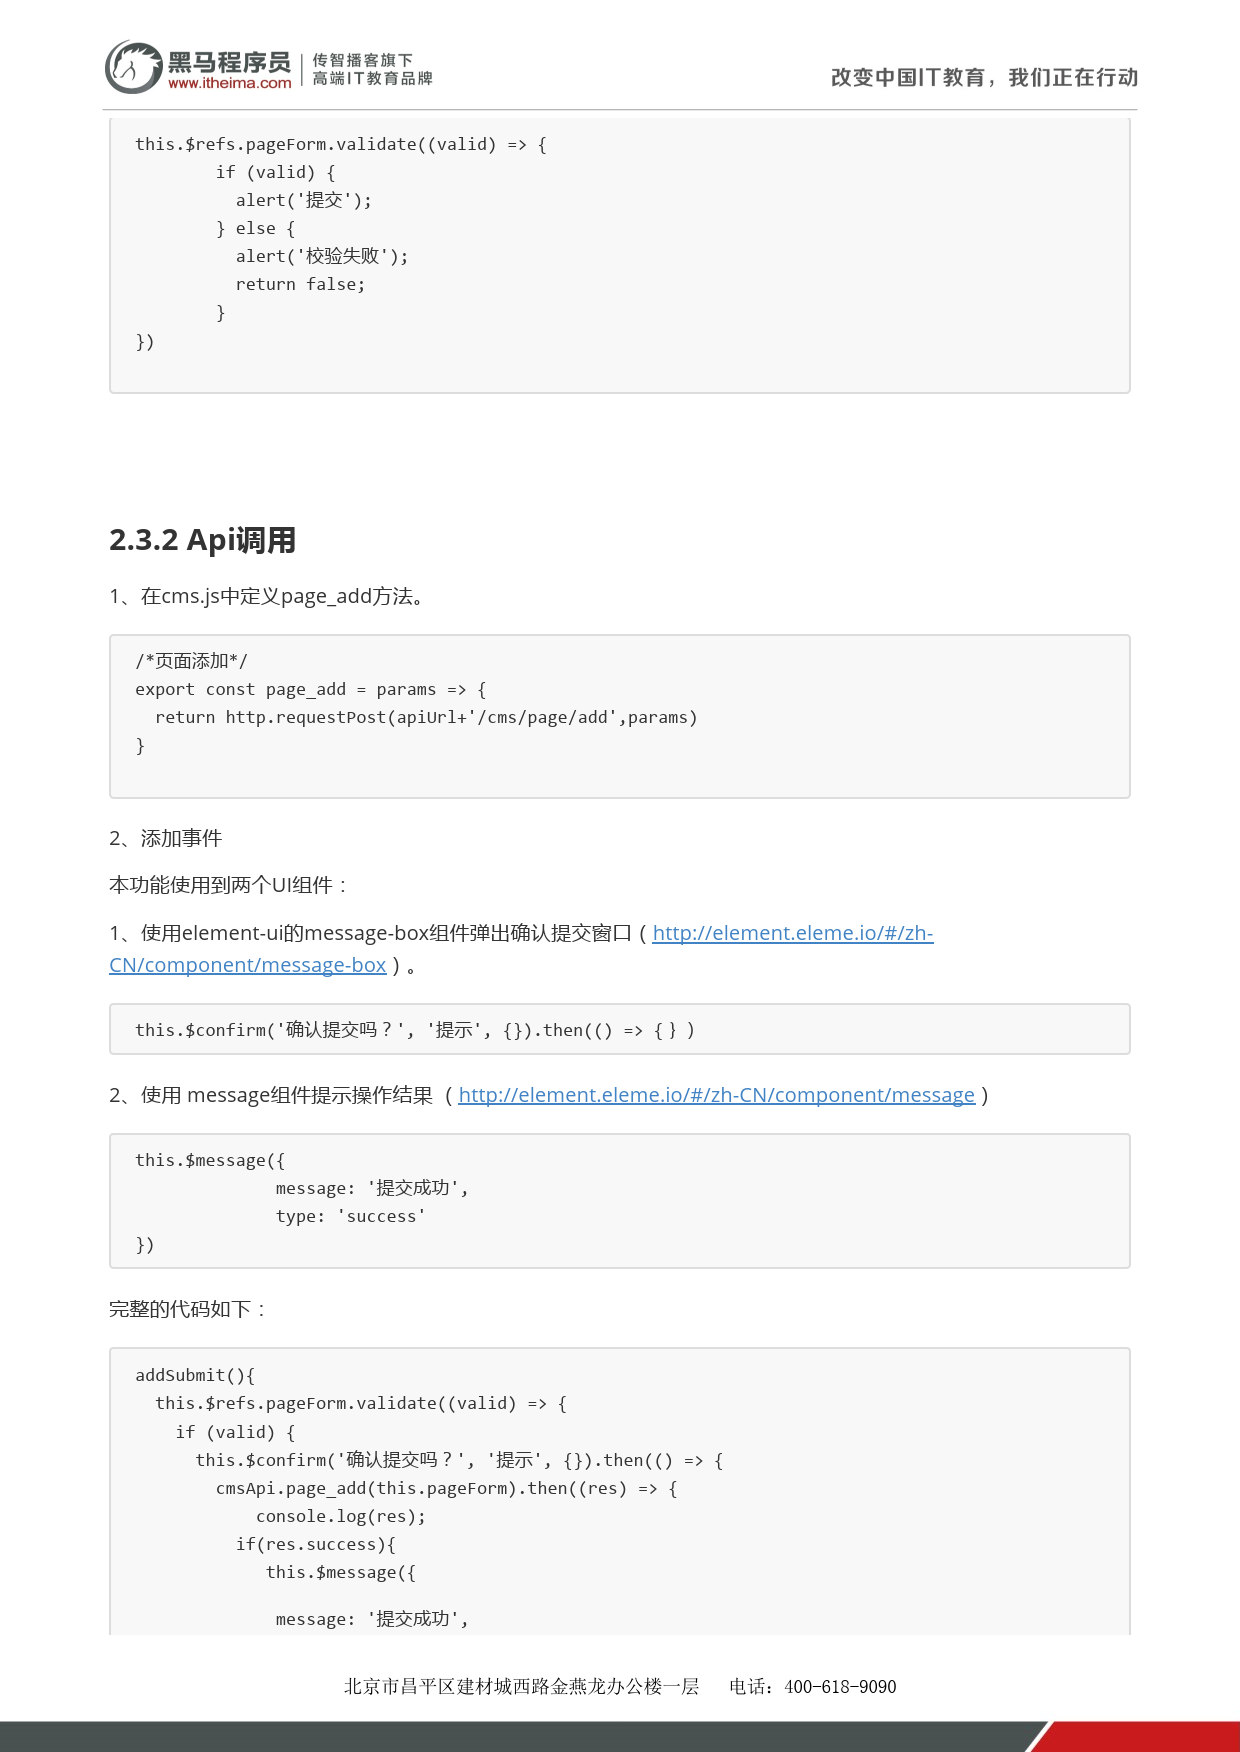 黑马程序员
www.itheima.com
传智播客旗下
高端IT教育品牌
改变中国IT教育，我们正在行动
this.$refs.pageForm.validate((valid) => {
        if (valid) {
          alert('提交');
        } else {
          alert('校验失败');
          return false;
        }
})
2.3.2 Api调用
1、在cms.js中定义page_add方法。
/*页面添加*/
export const page_add = params => {
  return http.requestPost(apiUrl+'/cms/page/add',params)
}
2、添加事件
本功能使用到两个UI组件：
1、使用element-ui的message-box组件弹出确认提交窗口（http://element.eleme.io/#/zh-
CN/component/message-box）。
this.$confirm('确认提交吗？', '提示', {}).then(() => {｝）
2、使用 message组件提示操作结果 （http://element.eleme.io/#/zh-CN/component/message）
this.$message({
              message: '提交成功',
              type: 'success'
})
完整的代码如下：
addSubmit(){
  this.$refs.pageForm.validate((valid) => {
    if (valid) {
      this.$confirm('确认提交吗？', '提示', {}).then(() => {
        cmsApi.page_add(this.pageForm).then((res) => {
            console.log(res);
          if(res.success){
             this.$message({
              message: '提交成功',
北京市昌平区建材城西路金燕龙办公楼一层 电话：400-618-9090